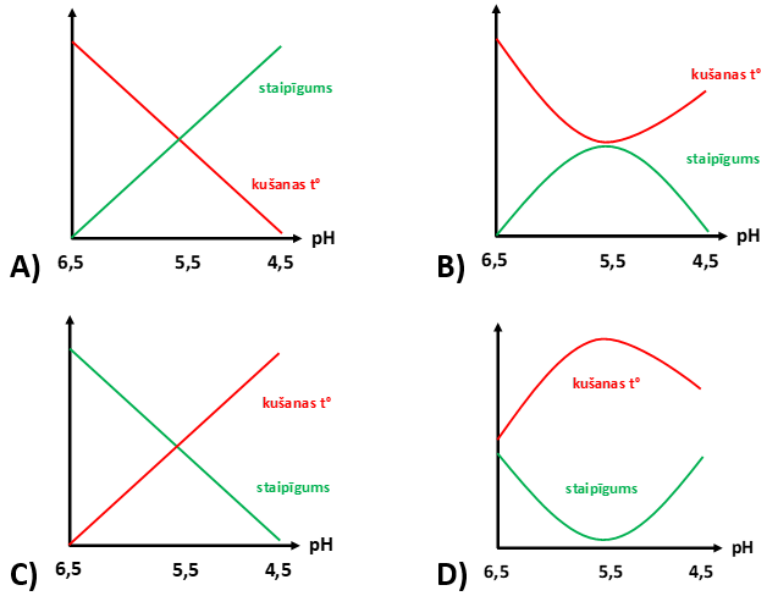 staipīgums
kušanas t°
pH
A)
6,5 5,5 4,5
kušanas t°
staipīgums
pH
B)
6,5 5,5 4,5
kušanas t°
staipīgums
pH
C)
6,5 5,5 4,5
kušanas t°
staipīgums
pH
D)
6,5 5,5 4,5